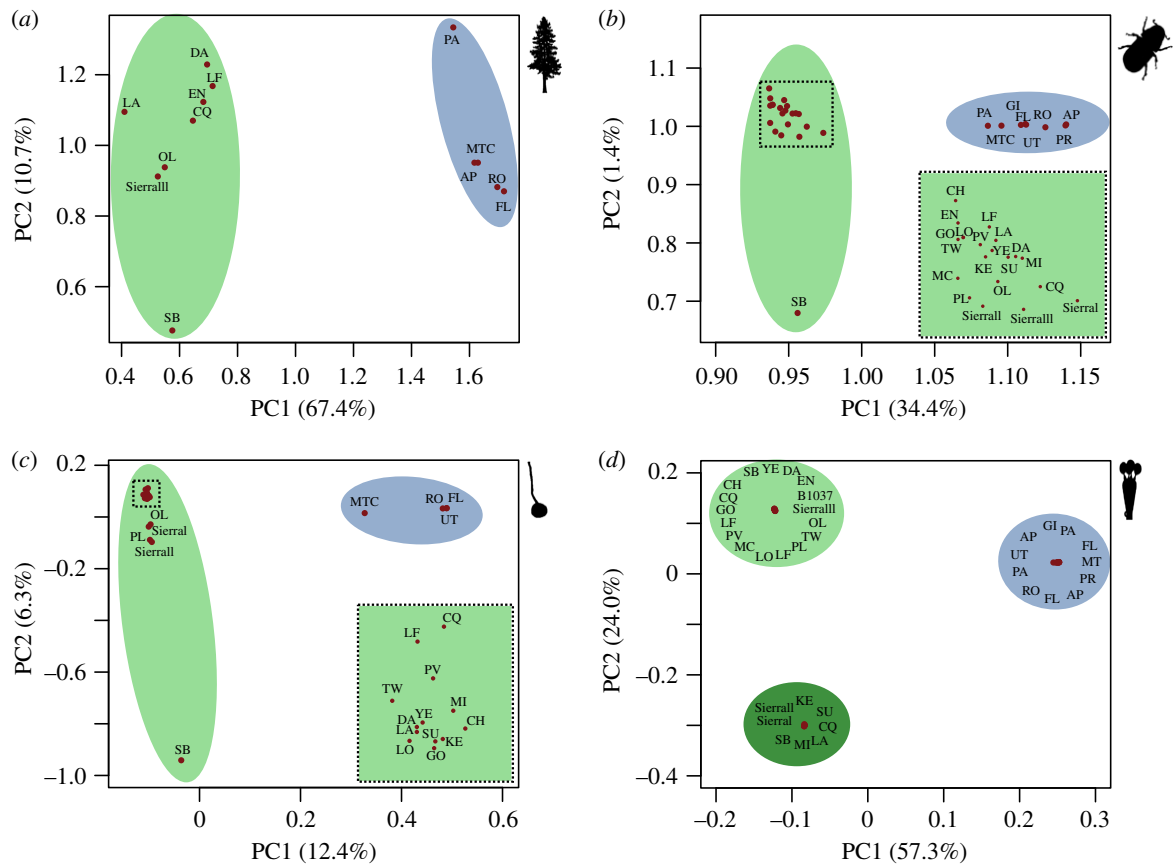 (a)
PC2 (10.7%)
1.2
1.0
0.8
0.6
DA
LF
EN
LA
CQ
OL
Sierralll
SB
PA
MTC
AP
RO
FL
0.4
0.6
0.8
1.0
1.2
1.4
1.6
PC1 (67.4%)
(b)
PC2 (1.4%)
1.1
1.0
0.9
0.8
0.7
SB
GI
PA
FL
RO
AP
MTC
UT
PR
CH
EN
LF
GO
LO
PV
LA
TW
YE
DA
KE
SU
MI
MC
OL
CQ
PL
Sierral
Sierrall
Sierralll
0.90
0.95
1.00
1.05
1.10
1.15
PC1 (34.4%)
(c)
PC2 (6.3%)
0.2
−0.2
−0.6
−1.0
OL
PL
Sierral
Sierrall
SB
MTC
RO
FL
UT
CQ
LF
PV
TW
MI
DA
YE
CH
LA
SU
KE
LO
GO
0
0.2
0.4
0.6
PC1 (12.4%)
(d)
PC2 (24.0%)
0.2
0
−0.2
−0.4
SB
YE
DA
CH
EN
CQ
B1037
GO
Sierralll
LF
OL
PV
TW
MC
PL
LO
LF
GI
PA
AP
FL
UT
MT
PA
PR
RO
AP
FL
KE
Sierrall
SU
Sierral
CQ
SB
LA
MI
−0.2
−0.1
0
0.1
0.2
0.3
PC1 (57.3%)